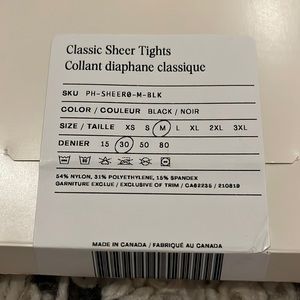 Classic Sheer Tights
Collant diaphane classique
SKU PH-SHEER0-M-BLK
COLOR / COULEUR BLACK / NOIR
SIZE / TAILLE XS S M L XL 2XL 3XL
DENIER 15 30 50 80
54% NYLON, 31% POLYETHYLENE, 15% SPANDEX
GARNITURE EXCLUE / EXCLUSIVE OF TRIM / CA02235 / 210819
MADE IN CANADA / FABRIQUÉ AU CANADA